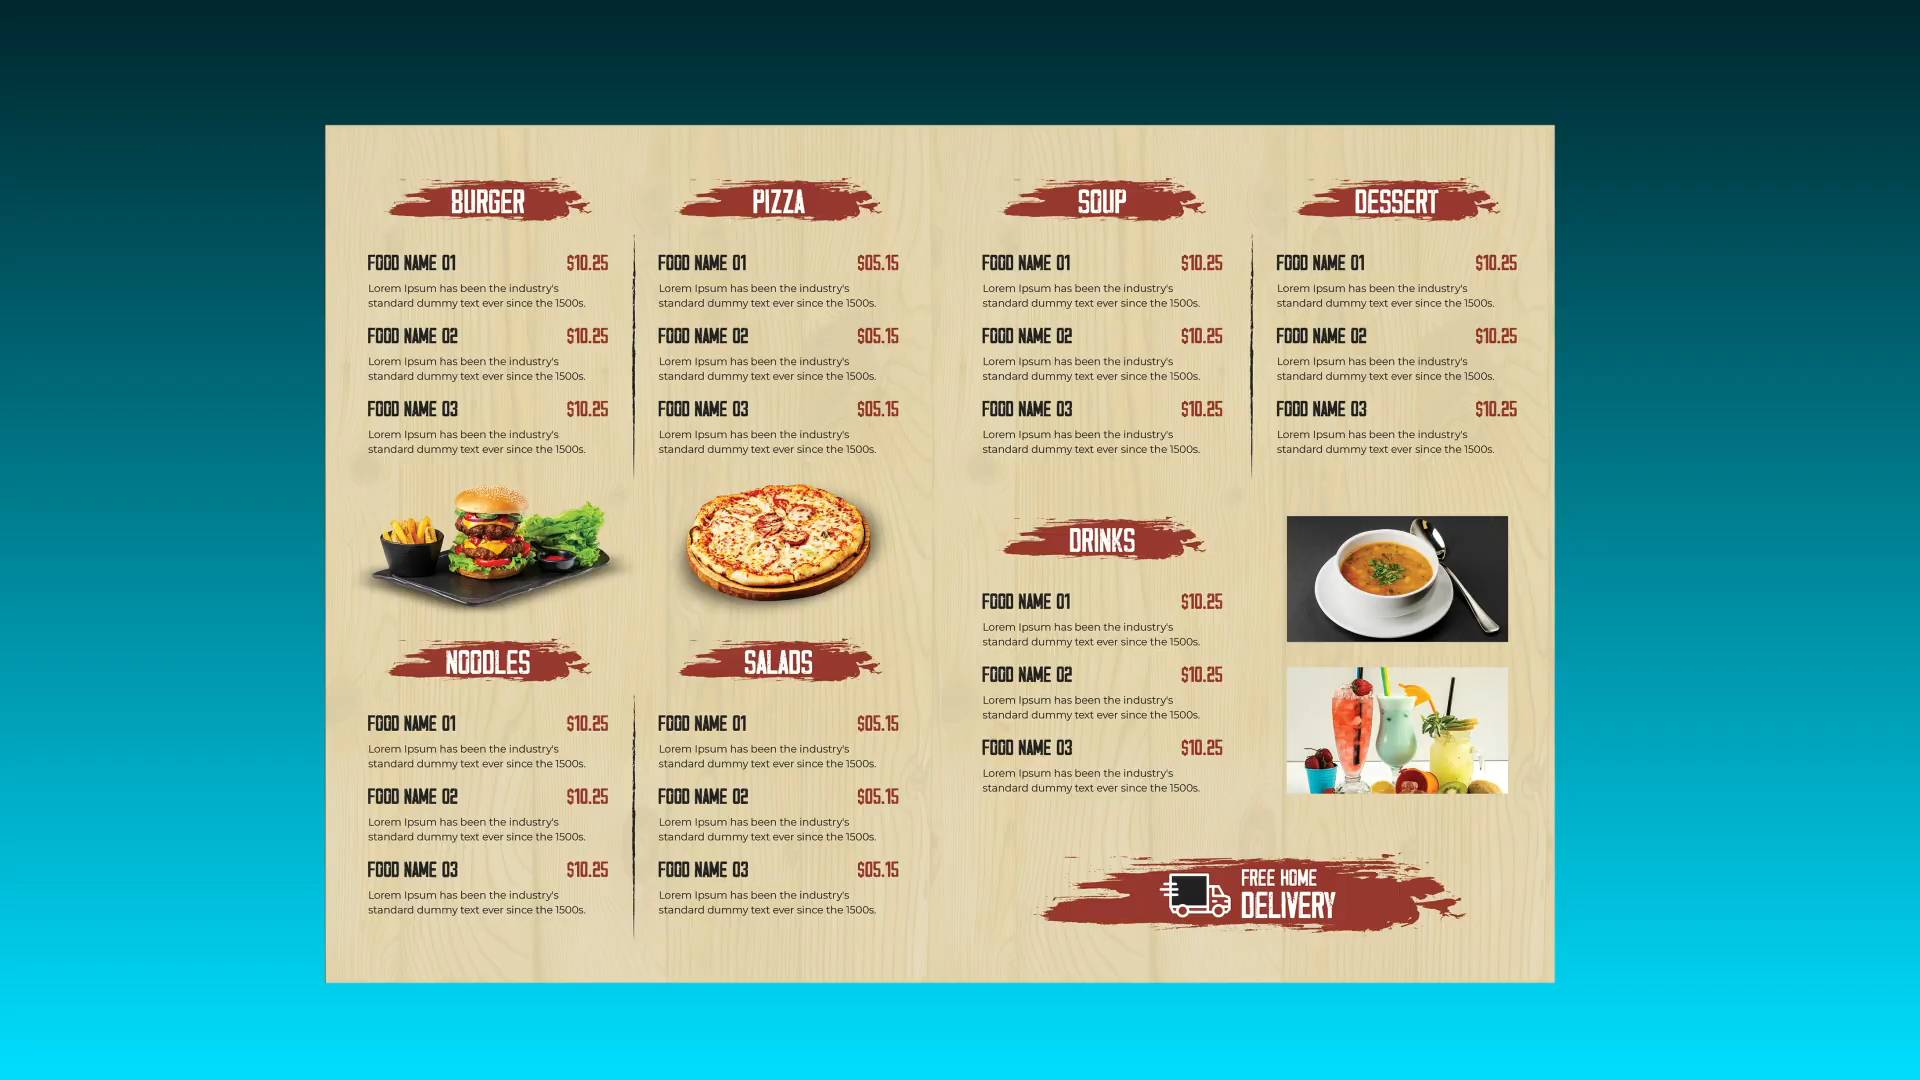 BURGER
FOOD NAME 01 $10.25
Lorem Ipsum has been the industry's
standard dummy text ever since the 1500s.
FOOD NAME 02 $10.25
Lorem Ipsum has been the industry's
standard dummy text ever since the 1500s.
FOOD NAME 03 $10.25
Lorem Ipsum has been the industry's
standard dummy text ever since the 1500s.
PIZZA
FOOD NAME 01 $05.15
Lorem Ipsum has been the industry's
standard dummy text ever since the 1500s.
FOOD NAME 02 $05.15
Lorem Ipsum has been the industry's
standard dummy text ever since the 1500s.
FOOD NAME 03 $05.15
Lorem Ipsum has been the industry's
standard dummy text ever since the 1500s.
NOODLES
FOOD NAME 01 $10.25
Lorem Ipsum has been the industry's
standard dummy text ever since the 1500s.
FOOD NAME 02 $10.25
Lorem Ipsum has been the industry's
standard dummy text ever since the 1500s.
FOOD NAME 03 $10.25
Lorem Ipsum has been the industry's
standard dummy text ever since the 1500s.
SALADS
FOOD NAME 01 $05.15
Lorem Ipsum has been the industry's
standard dummy text ever since the 1500s.
FOOD NAME 02 $05.15
Lorem Ipsum has been the industry's
standard dummy text ever since the 1500s.
FOOD NAME 03 $05.15
Lorem Ipsum has been the industry's
standard dummy text ever since the 1500s.
SOUP
FOOD NAME 01 $10.25
Lorem Ipsum has been the industry's
standard dummy text ever since the 1500s.
FOOD NAME 02 $10.25
Lorem Ipsum has been the industry's
standard dummy text ever since the 1500s.
FOOD NAME 03 $10.25
Lorem Ipsum has been the industry's
standard dummy text ever since the 1500s.
DESSERT
FOOD NAME 01 $10.25
Lorem Ipsum has been the industry's
standard dummy text ever since the 1500s.
FOOD NAME 02 $10.25
Lorem Ipsum has been the industry's
standard dummy text ever since the 1500s.
FOOD NAME 03 $10.25
Lorem Ipsum has been the industry's
standard dummy text ever since the 1500s.
DRINKS
FOOD NAME 01 $10.25
Lorem Ipsum has been the industry's
standard dummy text ever since the 1500s.
FOOD NAME 02 $10.25
Lorem Ipsum has been the industry's
standard dummy text ever since the 1500s.
FOOD NAME 03 $10.25
Lorem Ipsum has been the industry's
standard dummy text ever since the 1500s.
FREE HOME
DELIVERY